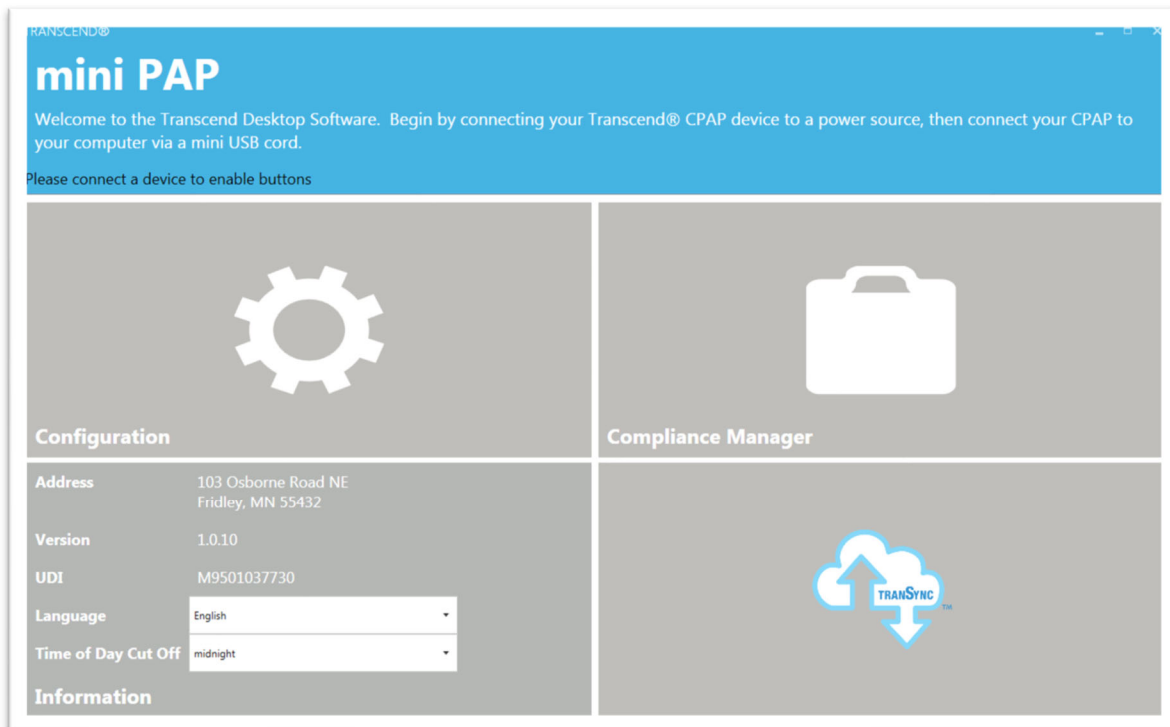 TRANSCEND®
mini PAP
Welcome to the Transcend Desktop Software. Begin by connecting your Transcend® CPAP device to a power source, then connect your CPAP to
your computer via a mini USB cord.
Please connect a device to enable buttons
Configuration
Compliance Manager
Address 103 Osborne Road NE
Fridley, MN 55432
Version 1.0.10
UDI M9501037730
Language English
Time of Day Cut Off midnight
Information
TRANSYNC™